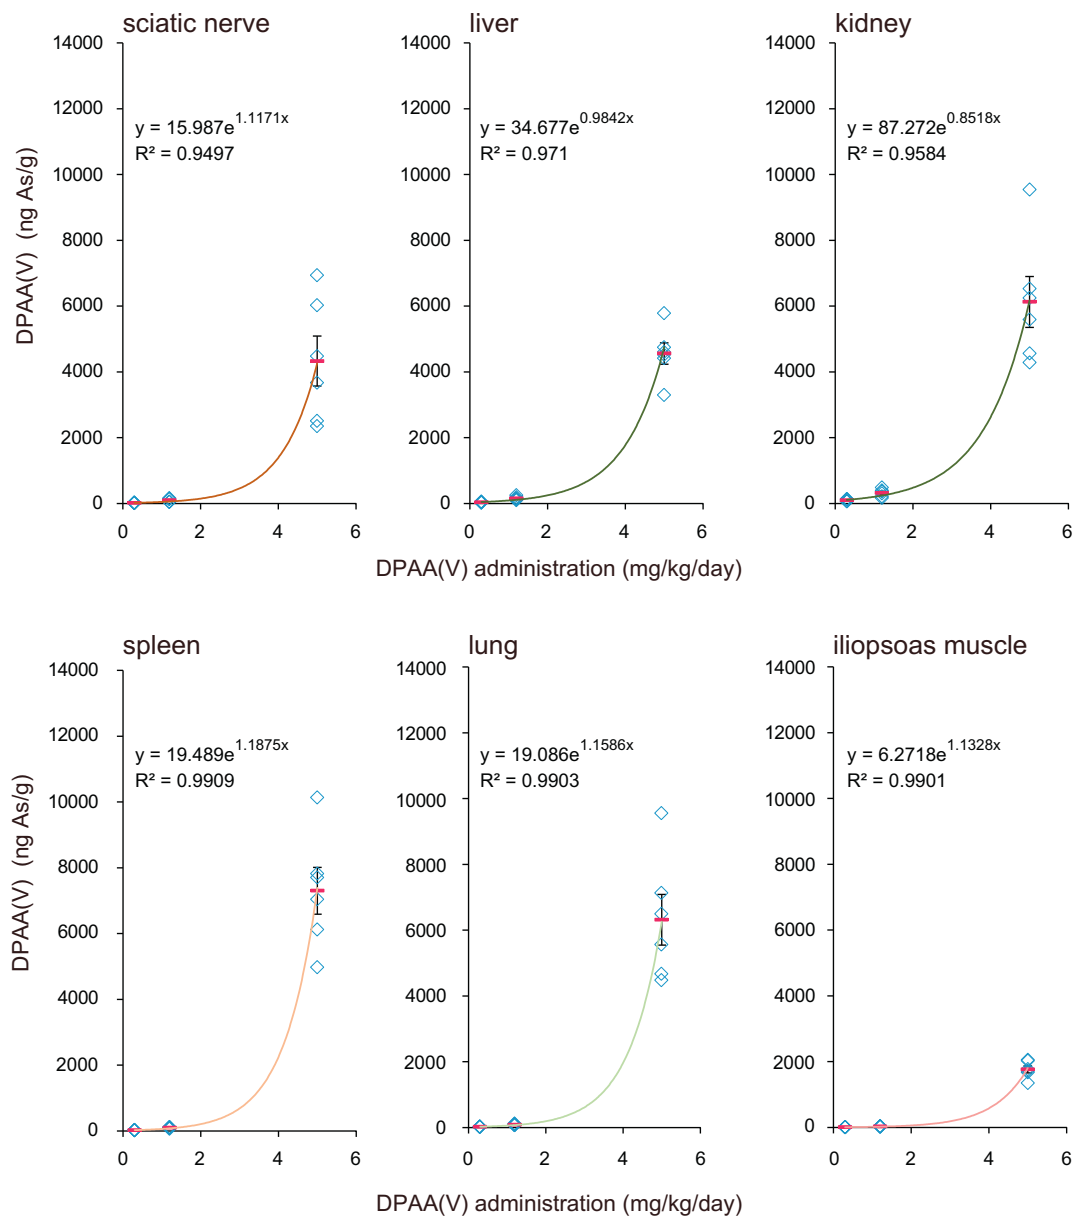 sciatic nerve
liver
kidney
14000
12000
10000
8000
6000
4000
2000
0
0 2 4 6
y = 15.987e^1.1171x
R² = 0.9497
14000
12000
10000
8000
6000
4000
2000
0
0 2 4 6
y = 34.677e^0.9842x
R² = 0.971
14000
12000
10000
8000
6000
4000
2000
0
0 2 4 6
y = 87.272e^0.8518x
R² = 0.9584
DPAA(V) (ng As/g)
DPAA(V) administration (mg/kg/day)
spleen
lung
iliopsoas muscle
14000
12000
10000
8000
6000
4000
2000
0
0 2 4 6
y = 19.489e^1.1875x
R² = 0.9909
14000
12000
10000
8000
6000
4000
2000
0
0 2 4 6
y = 19.086e^1.1586x
R² = 0.9903
14000
12000
10000
8000
6000
4000
2000
0
0 2 4 6
y = 6.2718e^1.1328x
R² = 0.9901
DPAA(V) (ng As/g)
DPAA(V) administration (mg/kg/day)